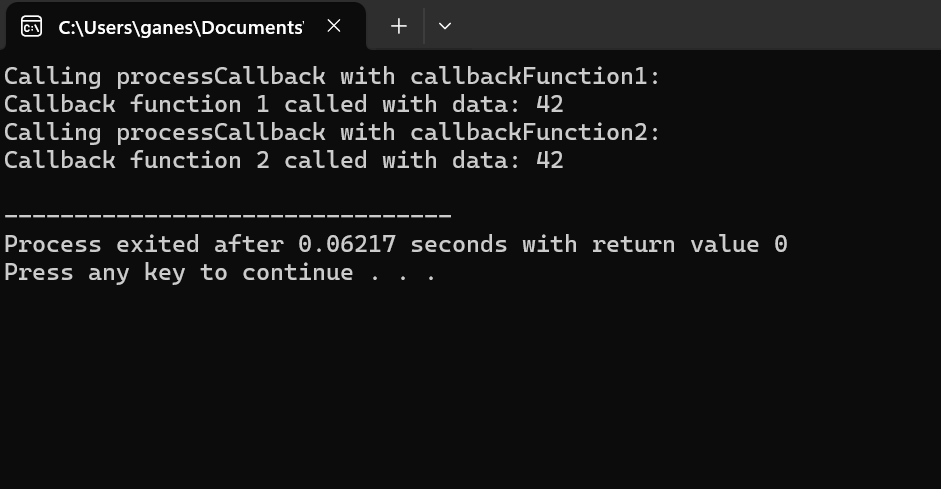 C:\Users\ganes\Documents'
Calling processCallback with callbackFunction1:
Callback function 1 called with data: 42
Calling processCallback with callbackFunction2:
Callback function 2 called with data: 42
--------------------------------
Process exited after 0.06217 seconds with return value 0
Press any key to continue . . .